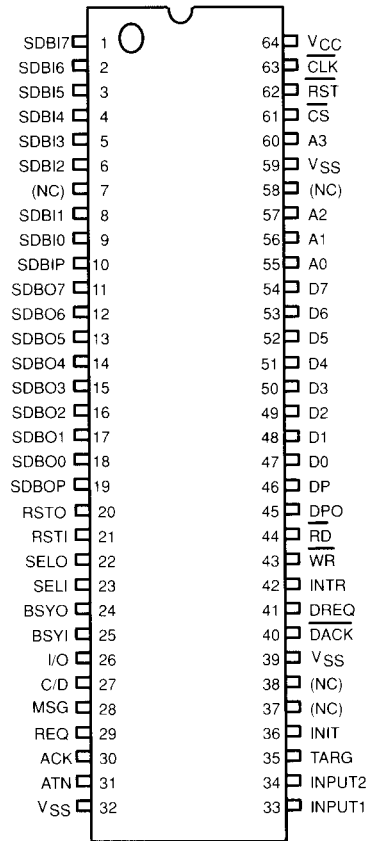 SDBI7 1 64 VCC
SDBI6 2 63 CLK
SDBI5 3 62 RST
SDBI4 4 61 CS
SDBI3 5 60 A3
SDBI2 6 59 VSS
(NC) 7 58 (NC)
SDBI1 8 57 A2
SDBI0 9 56 A1
SDBIP 10 55 A0
SDBO7 11 54 D7
SDBO6 12 53 D6
SDBO5 13 52 D5
SDBO4 14 51 D4
SDBO3 15 50 D3
SDBO2 16 49 D2
SDBO1 17 48 D1
SDBO0 18 47 D0
SDBOP 19 46 DP
RSTO 20 45 DPO
RSTI 21 44 RD
SELO 22 43 WR
SELI 23 42 INTR
BSYO 24 41 DREQ
BSYI 25 40 DACK
I/O 26 39 VSS
C/D 27 38 (NC)
MSG 28 37 (NC)
REQ 29 36 INIT
ACK 30 35 TARG
ATN 31 34 INPUT2
VSS 32 33 INPUT1